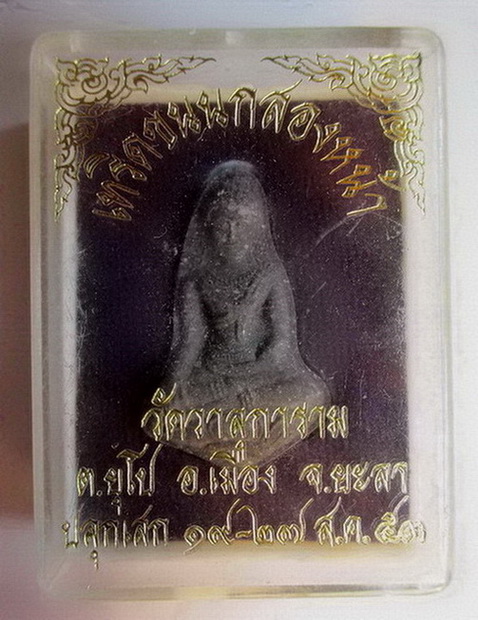 เทริดขนนกสองหน้า
วัดวาลุการาม
ต.ยุโป อ.เมือง จ.ยะลา
ปลุกเสก ๑๙-๒๗ ส.ค.๕๓